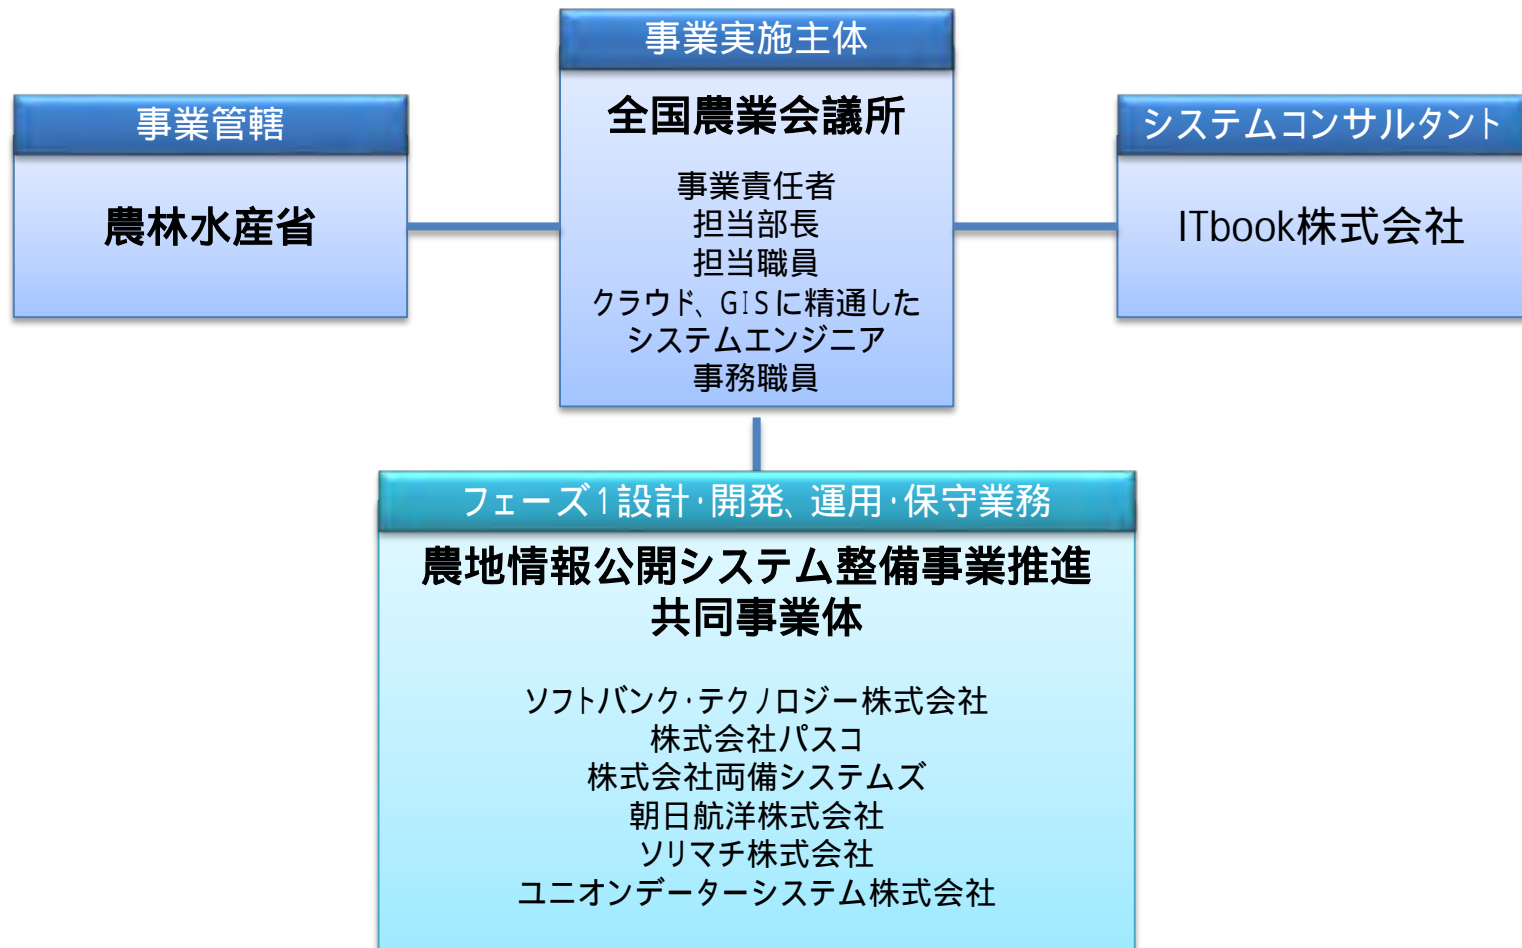 事業実施主体
全国農業会議所
事業責任者
担当部長
担当職員
クラウド、GISに精通した
システムエンジニア
事務職員
事業管轄
農林水産省
システムコンサルタント
ITbook株式会社
フェーズ1設計・開発、運用・保守業務
農地情報公開システム整備事業推進
共同事業体
ソフトバンク・テクノロジー株式会社
株式会社パスコ
株式会社両備システムズ
朝日航洋株式会社
ソリマチ株式会社
ユニオンデーターシステム株式会社